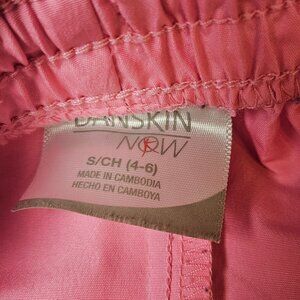 DANSKIN
NOW
S/CH (4-6)
MADE IN CAMBODIA
HECHO EN CAMBOYA